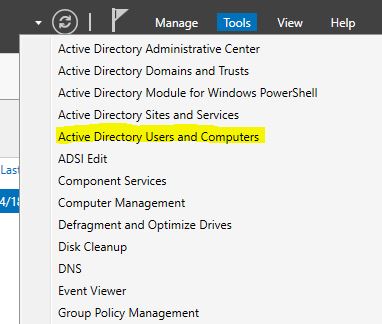 Manage Tools View Help
Active Directory Administrative Center
Active Directory Domains and Trusts
Active Directory Module for Windows PowerShell
Active Directory Sites and Services
Last
Active Directory Users and Computers
ADSI Edit
4/18
Component Services
Computer Management
Defragment and Optimize Drives
Disk Cleanup
DNS
Event Viewer
Group Policy Management